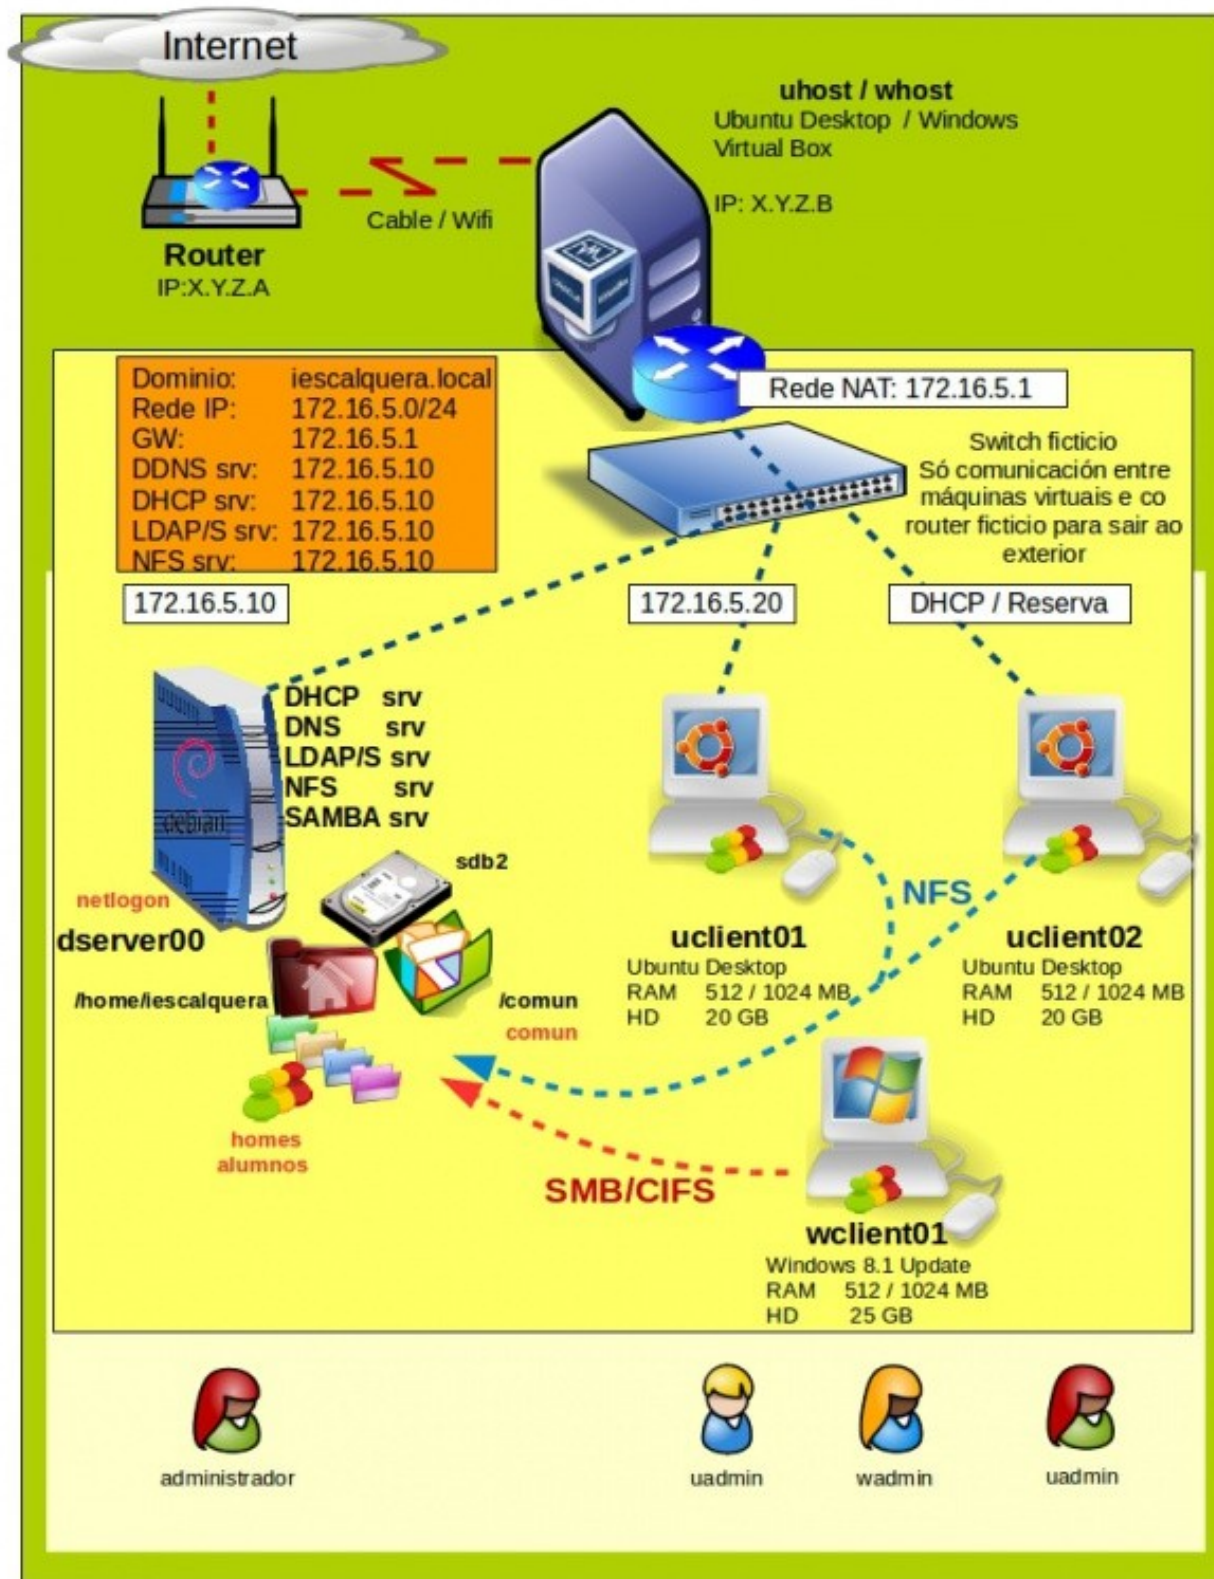 Internet
uhost / whost
Ubuntu Desktop / Windows
Virtual Box
IP: X.Y.Z.B
Cable / Wifi
Router
IP:X.Y.Z.A
Dominio: iescalquera.local
Rede IP: 172.16.5.0/24
GW: 172.16.5.1
DDNS srv: 172.16.5.10
DHCP srv: 172.16.5.10
LDAP/S srv: 172.16.5.10
NFS srv: 172.16.5.10
Rede NAT: 172.16.5.1
Switch ficticio
Só comunicación entre
máquinas virtuais e co
router ficticio para sair ao
exterior
172.16.5.10
172.16.5.20
DHCP / Reserva
DHCP srv
DNS srv
LDAP/S srv
NFS srv
SAMBA srv
debian
sdb2
netlogon
dserver00
/home/iescalquera
/comun
comun
homes
alumnos
NFS
uclient01
Ubuntu Desktop
RAM 512 / 1024 MB
HD 20 GB
uclient02
Ubuntu Desktop
RAM 512 / 1024 MB
HD 20 GB
SMB/CIFS
wclient01
Windows 8.1 Update
RAM 512 / 1024 MB
HD 25 GB
administrador
uadmin
wadmin
uadmin